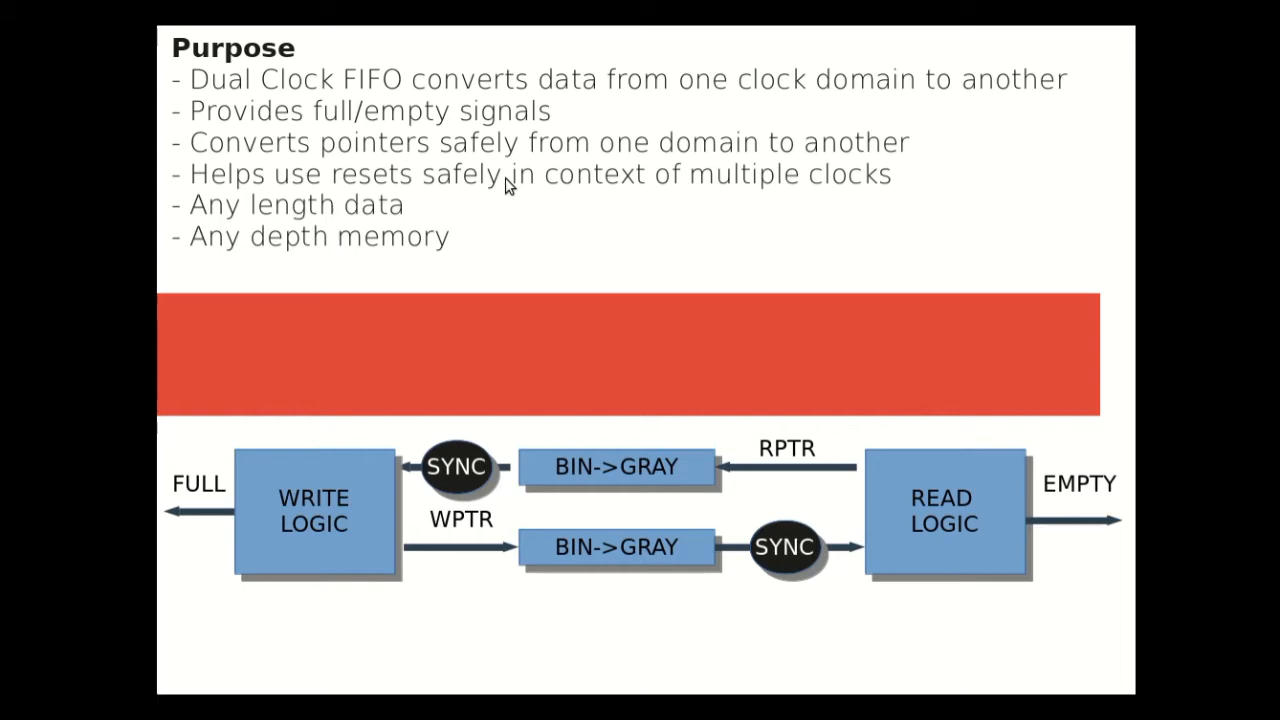 Purpose
- Dual Clock FIFO converts data from one clock domain to another
- Provides full/empty signals
- Converts pointers safely from one domain to another
- Helps use resets safely in context of multiple clocks
- Any length data
- Any depth memory
RPTR
SYNC
BIN->GRAY
FULL
WRITE
LOGIC
READ
LOGIC
EMPTY
WPTR
BIN->GRAY
SYNC